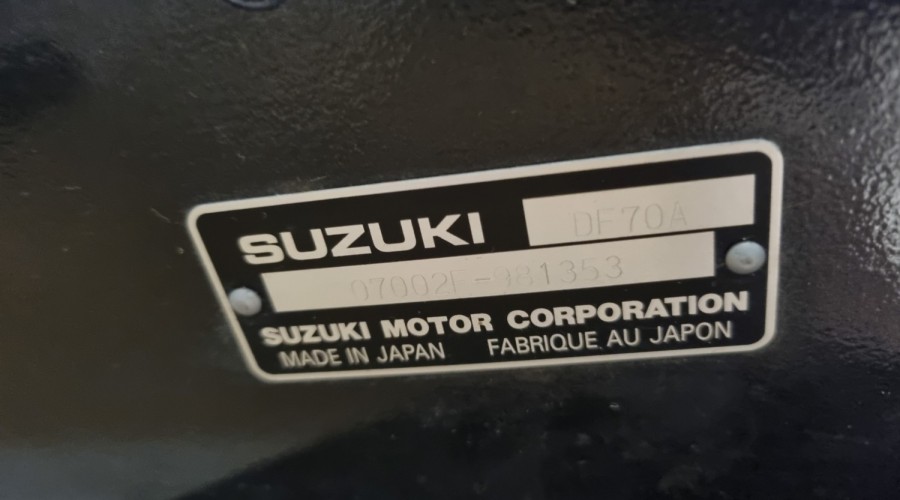 SUZUKI DF70A
07002F-981353
SUZUKI MOTOR CORPORATION
MADE IN JAPAN FABRIQUE AU JAPON